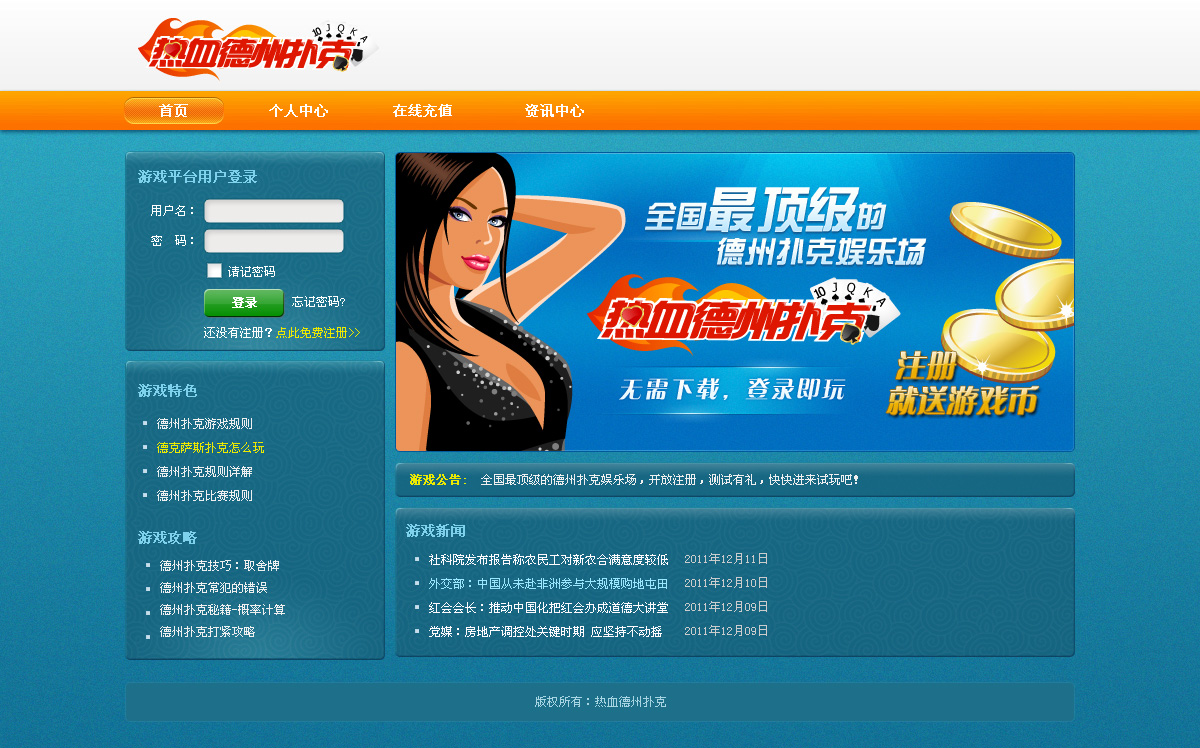 热血德州扑克 10 J Q K A
首页 个人中心 在线充值 资讯中心
游戏平台用户登录
用户名：
密 码：
请记密码
登录 忘记密码?
还没有注册？点此免费注册>>
全国最顶级的
德州扑克娱乐场
热血德州扑克 10 J Q K A
无需下载，登录即玩
注册
就送游戏币
游戏特色
德州扑克游戏规则
德克萨斯扑克怎么玩
德州扑克规则详解
德州扑克比赛规则
游戏攻略
德州扑克技巧：取舍牌
德州扑克常犯的错误
德州扑克秘籍-概率计算
德州扑克打紧攻略
游戏公告： 全国最顶级的德州扑克娱乐场，开放注册，测试有礼，快快进来试玩吧！
游戏新闻
社科院发布报告称农民工对新农合满意度较低 2011年12月11日
外交部：中国从未赴非洲参与大规模购地屯田 2011年12月10日
红会会长：推动中国化把红会办成道德大讲堂 2011年12月09日
党媒：房地产调控处关键时期 应坚持不动摇 2011年12月09日
版权所有：热血德州扑克